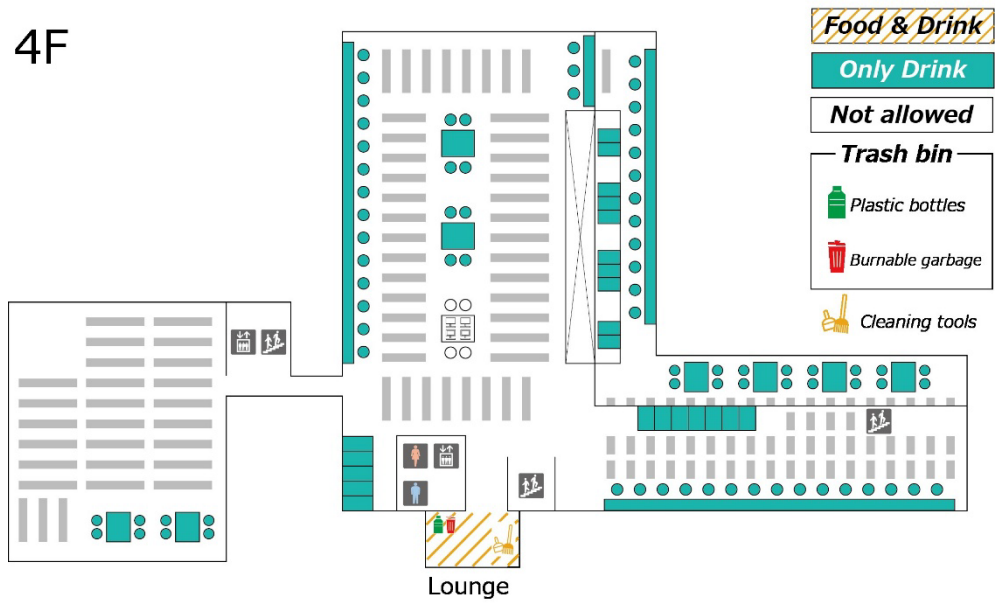 4F
Food & Drink
Only Drink
Not allowed
Trash bin
Plastic bottles
Burnable garbage
Cleaning tools
Lounge